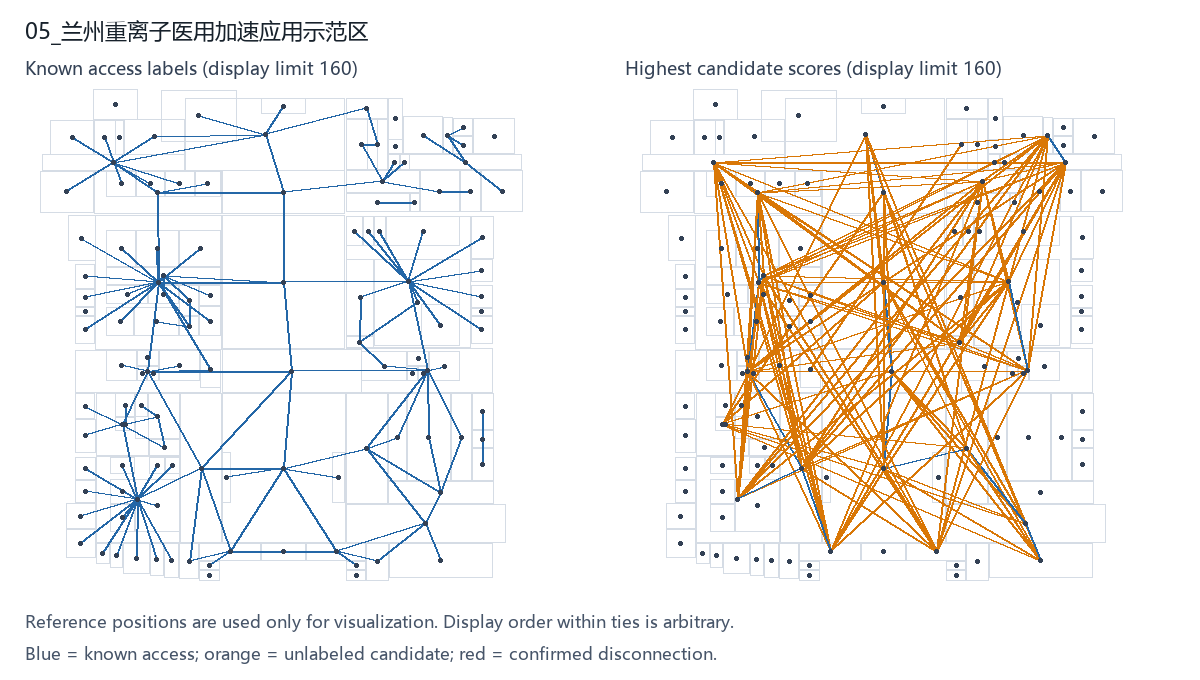 05_兰州重离子医用加速应用示范区
Known access labels (display limit 160)
Highest candidate scores (display limit 160)
Reference positions are used only for visualization. Display order within ties is arbitrary.
Blue = known access; orange = unlabeled candidate; red = confirmed disconnection.